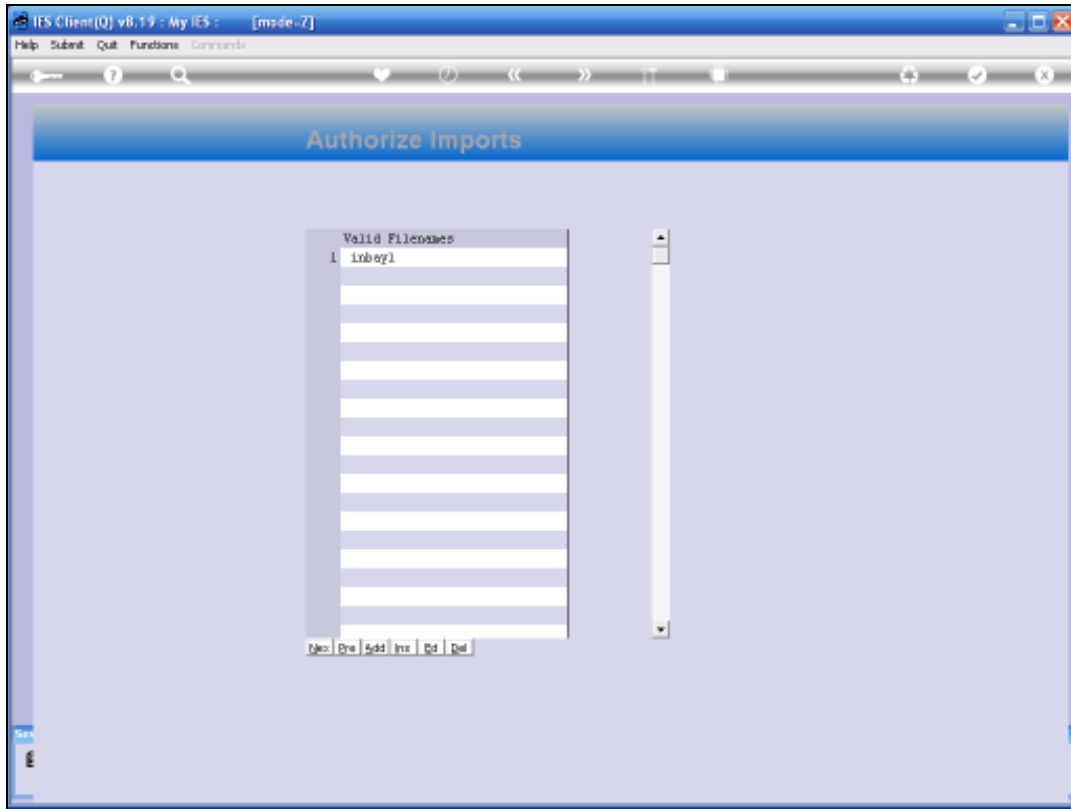 IES Client(Q) v8.19 : My IES : [mode=Z]
Help Submit Quit Functions Commands
Authorize Imports
Valid Filenames
1 inbey1
Nex Pre Add Ins Ed Del